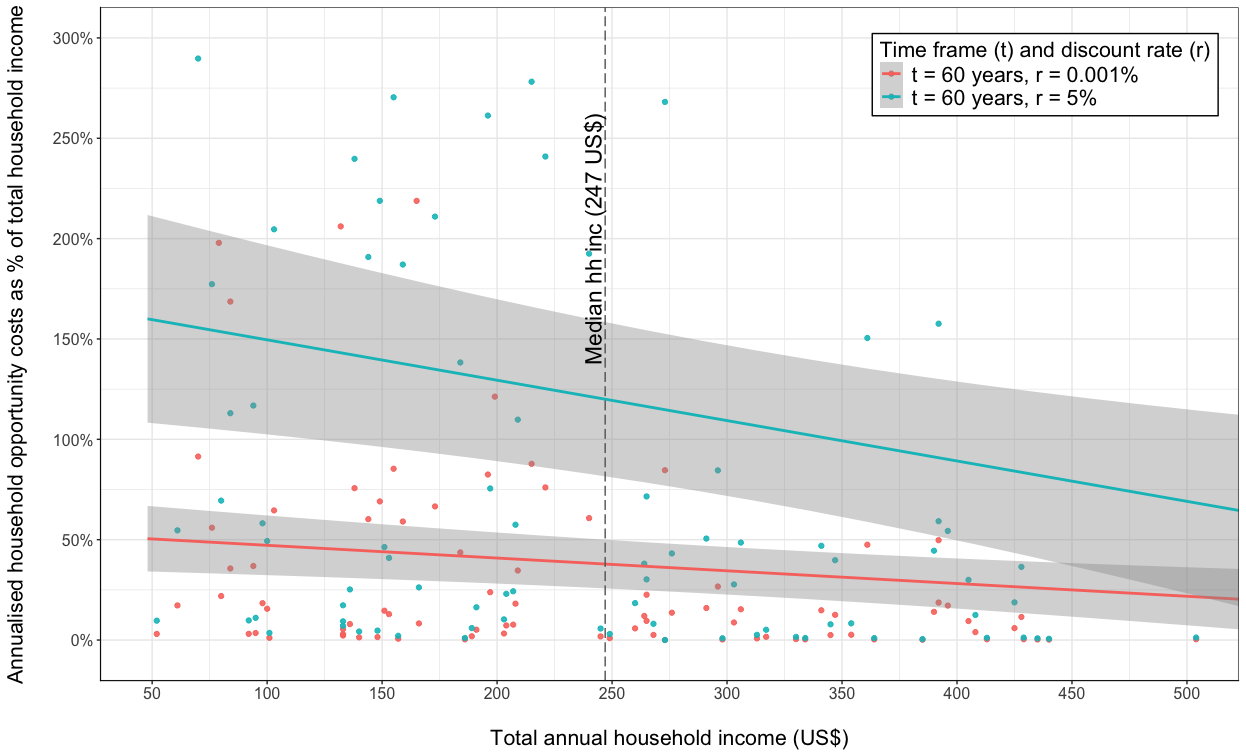 Annualised household opportunity costs as % of total household income
300%
250%
200%
150%
100%
50%
0%
Median hh inc (247 US$)
Time frame (t) and discount rate (r)
t = 60 years, r = 0.001%
t = 60 years, r = 5%
50 100 150 200 250 300 350 400 450 500
Total annual household income (US$)